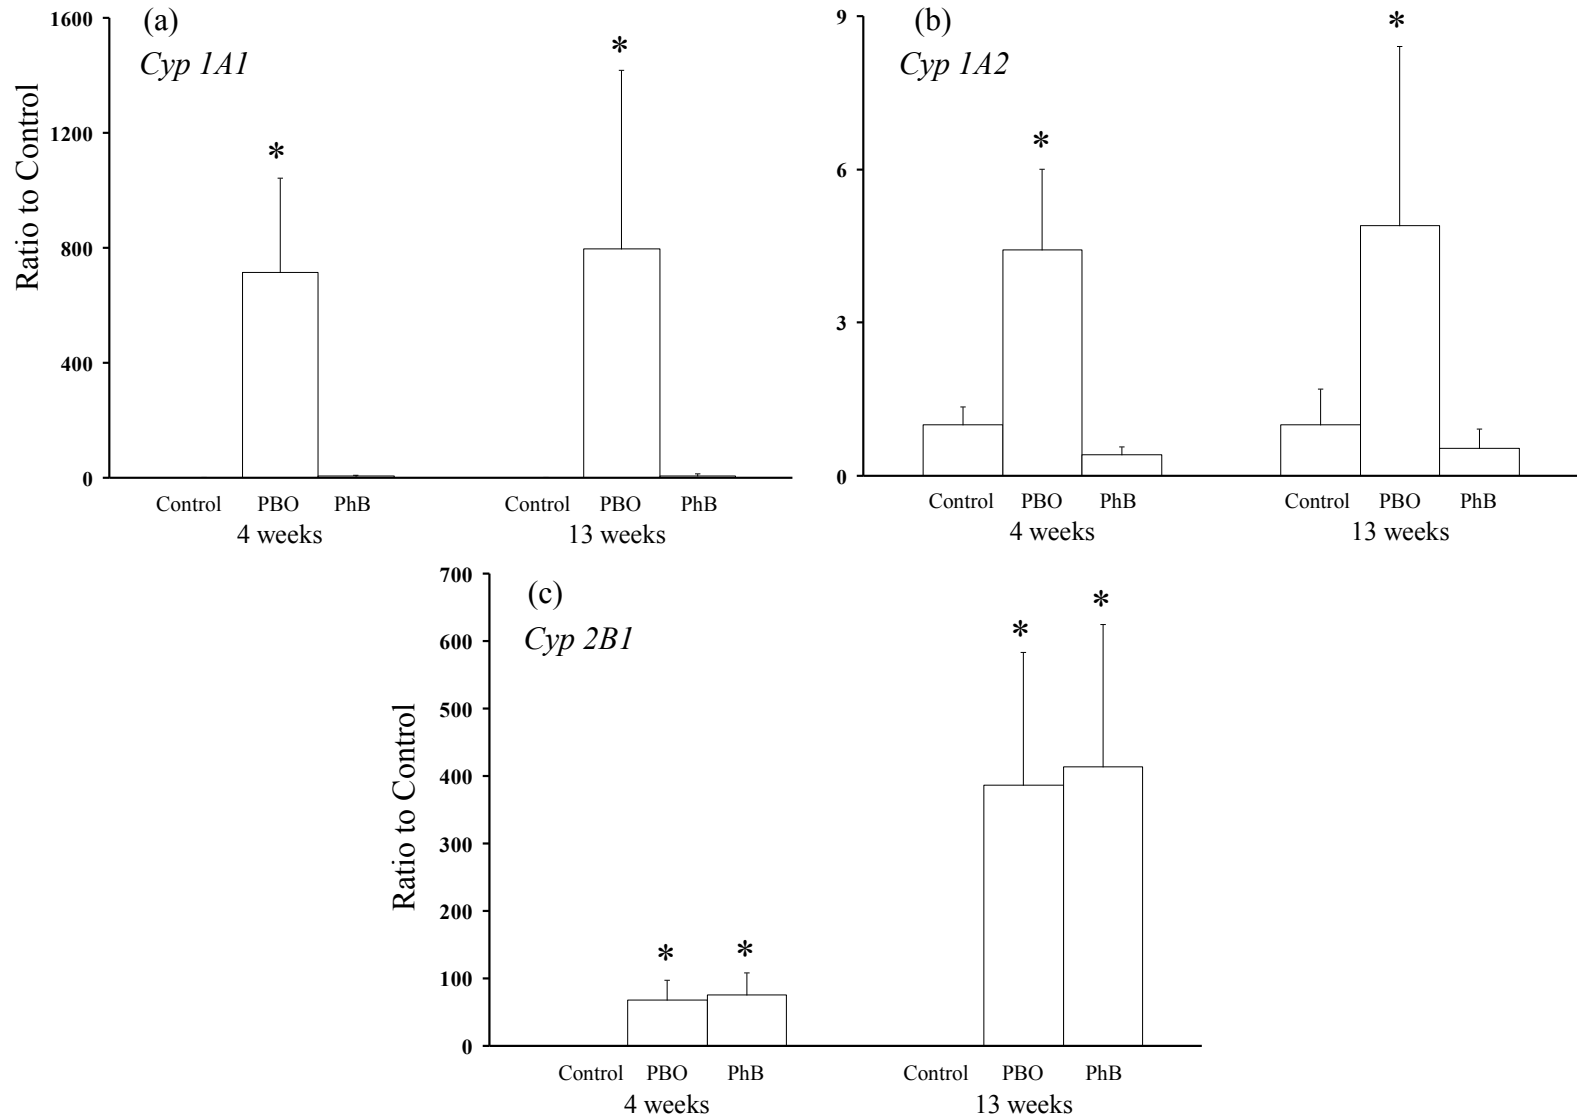 (a)
Cyp 1A1
*
*
1600
1200
800
400
0
Ratio to Control
Control PBO PhB Control PBO PhB
4 weeks 13 weeks
(b)
Cyp 1A2
*
*
9
6
3
0
Control PBO PhB Control PBO PhB
4 weeks 13 weeks
(c)
Cyp 2B1
*
*
*
*
700
600
500
400
300
200
100
0
Ratio to Control
Control PBO PhB Control PBO PhB
4 weeks 13 weeks